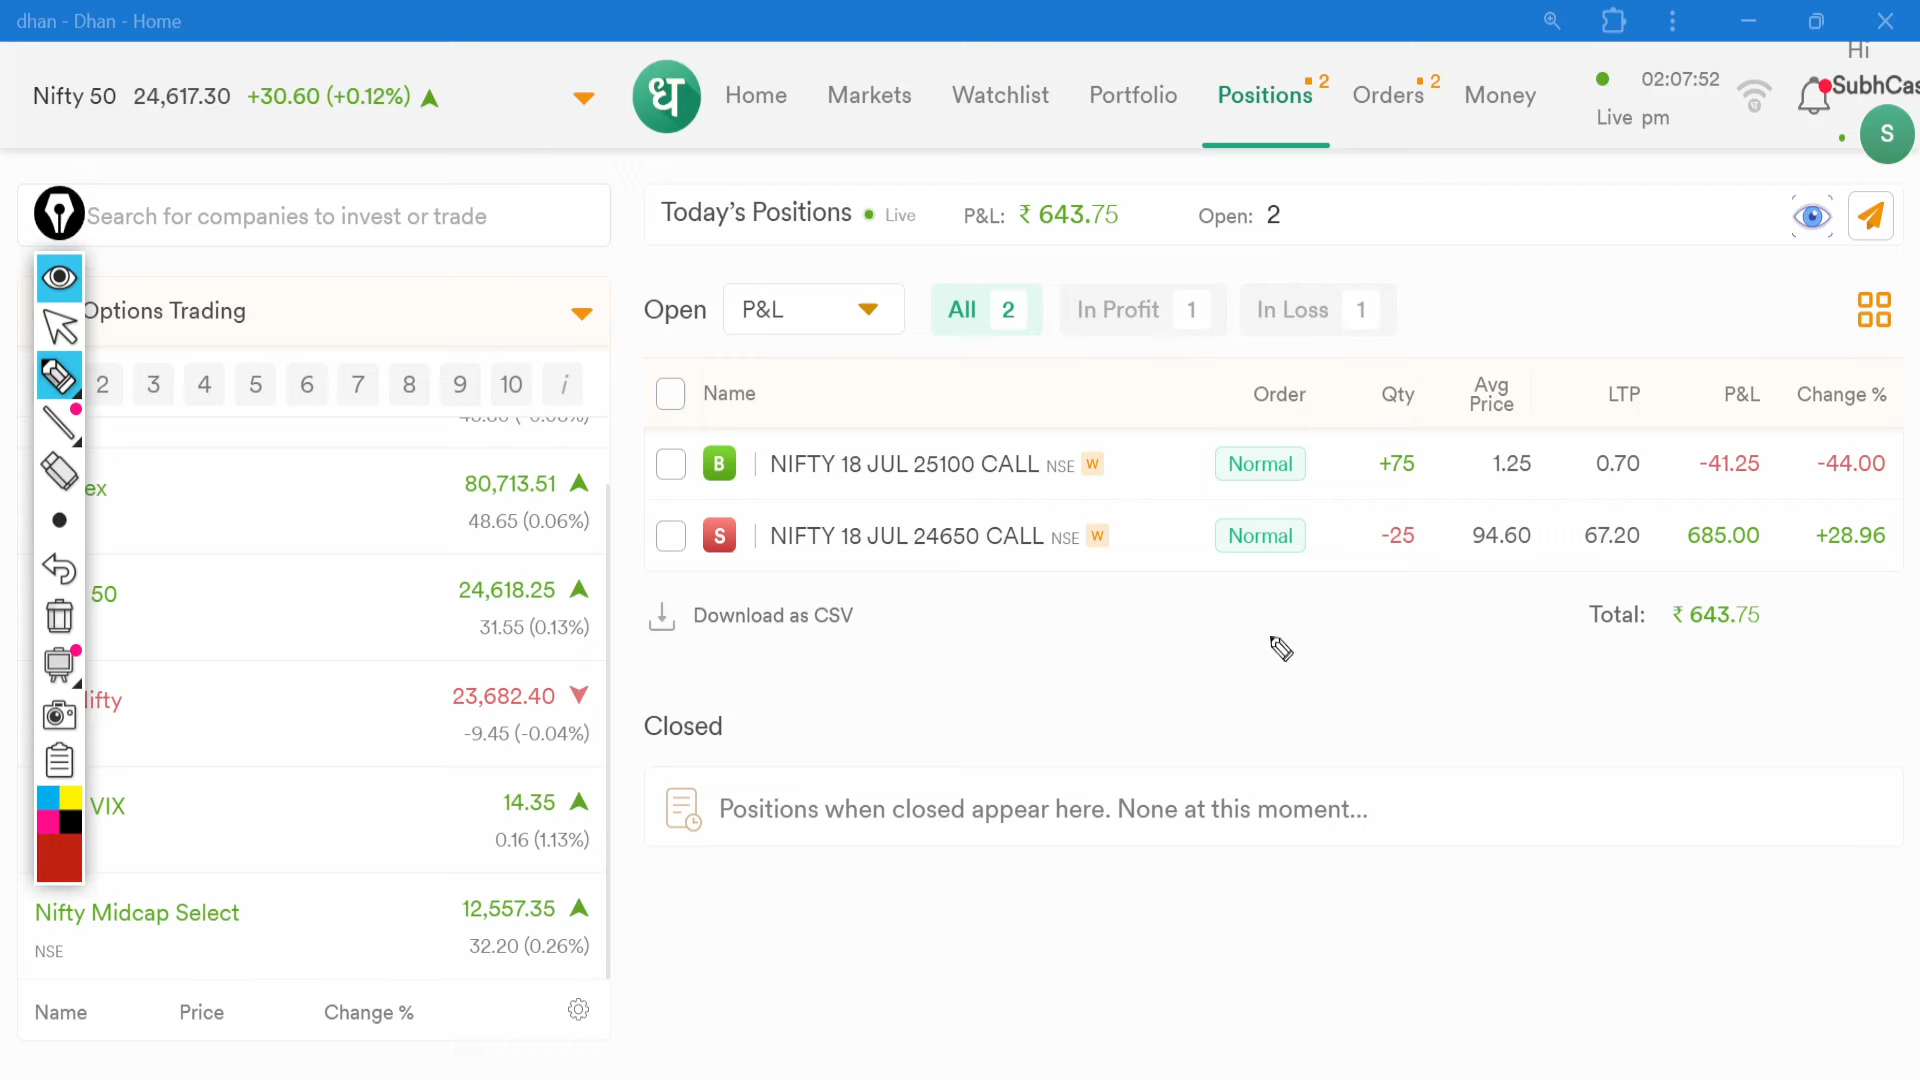 dhan - Dhan - Home
Nifty 50 24,617.30 +30.60 (+0.12%)
ध
Home Markets Watchlist Portfolio Positions 2 Orders 2 Money
02:07:52
Live pm
Hi
SubhCas
S
Search for companies to invest or trade
Today's Positions Live P&L: ₹ 643.75 Open: 2
Options Trading
2 3 4 5 6 7 8 9 10 i
ex 80,713.51
48.65 (0.06%)
50 24,618.25
31.55 (0.13%)
ifty 23,682.40
-9.45 (-0.04%)
VIX 14.35
0.16 (1.13%)
Nifty Midcap Select 12,557.35
NSE 32.20 (0.26%)
Name Price Change %
Open P&L All 2 In Profit 1 In Loss 1
Name Order Qty Avg Price LTP P&L Change %
B NIFTY 18 JUL 25100 CALL NSE W Normal +75 1.25 0.70 -41.25 -44.00
S NIFTY 18 JUL 24650 CALL NSE W Normal -25 94.60 67.20 685.00 +28.96
Download as CSV Total: ₹ 643.75
Closed
Positions when closed appear here. None at this moment...